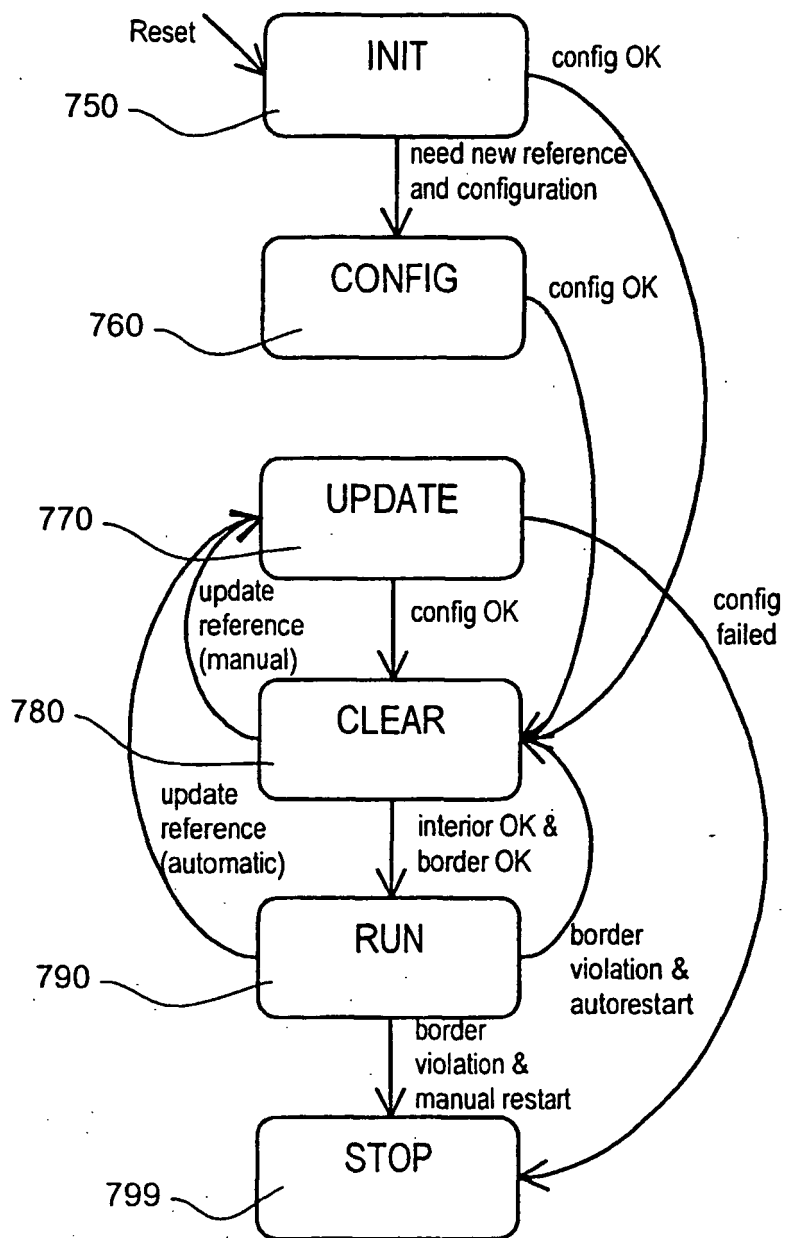 Reset
INIT
config OK
750
need new reference
and configuration
CONFIG
config OK
760
UPDATE
770
update
reference
(manual)
config OK
config
failed
780
CLEAR
update
reference
(automatic)
interior OK &
border OK
RUN
790
border
violation &
autorestart
border
violation &
manual restart
STOP
799